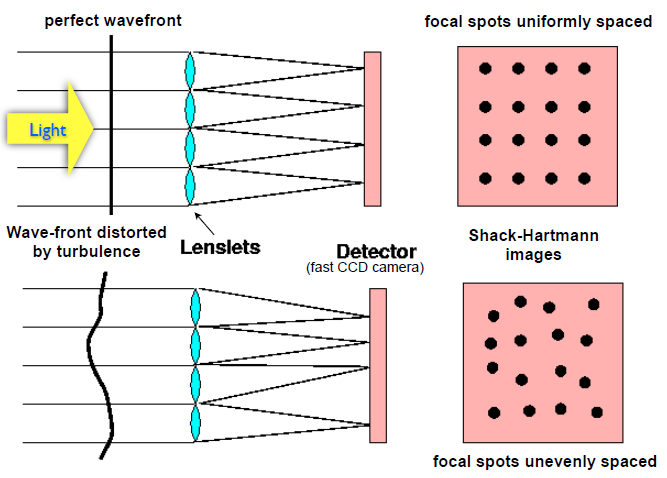 perfect wavefront
focal spots uniformly spaced
Light
Wave-front distorted
by turbulence
Lenslets
Detector
(fast CCD camera)
Shack-Hartmann
images
focal spots unevenly spaced